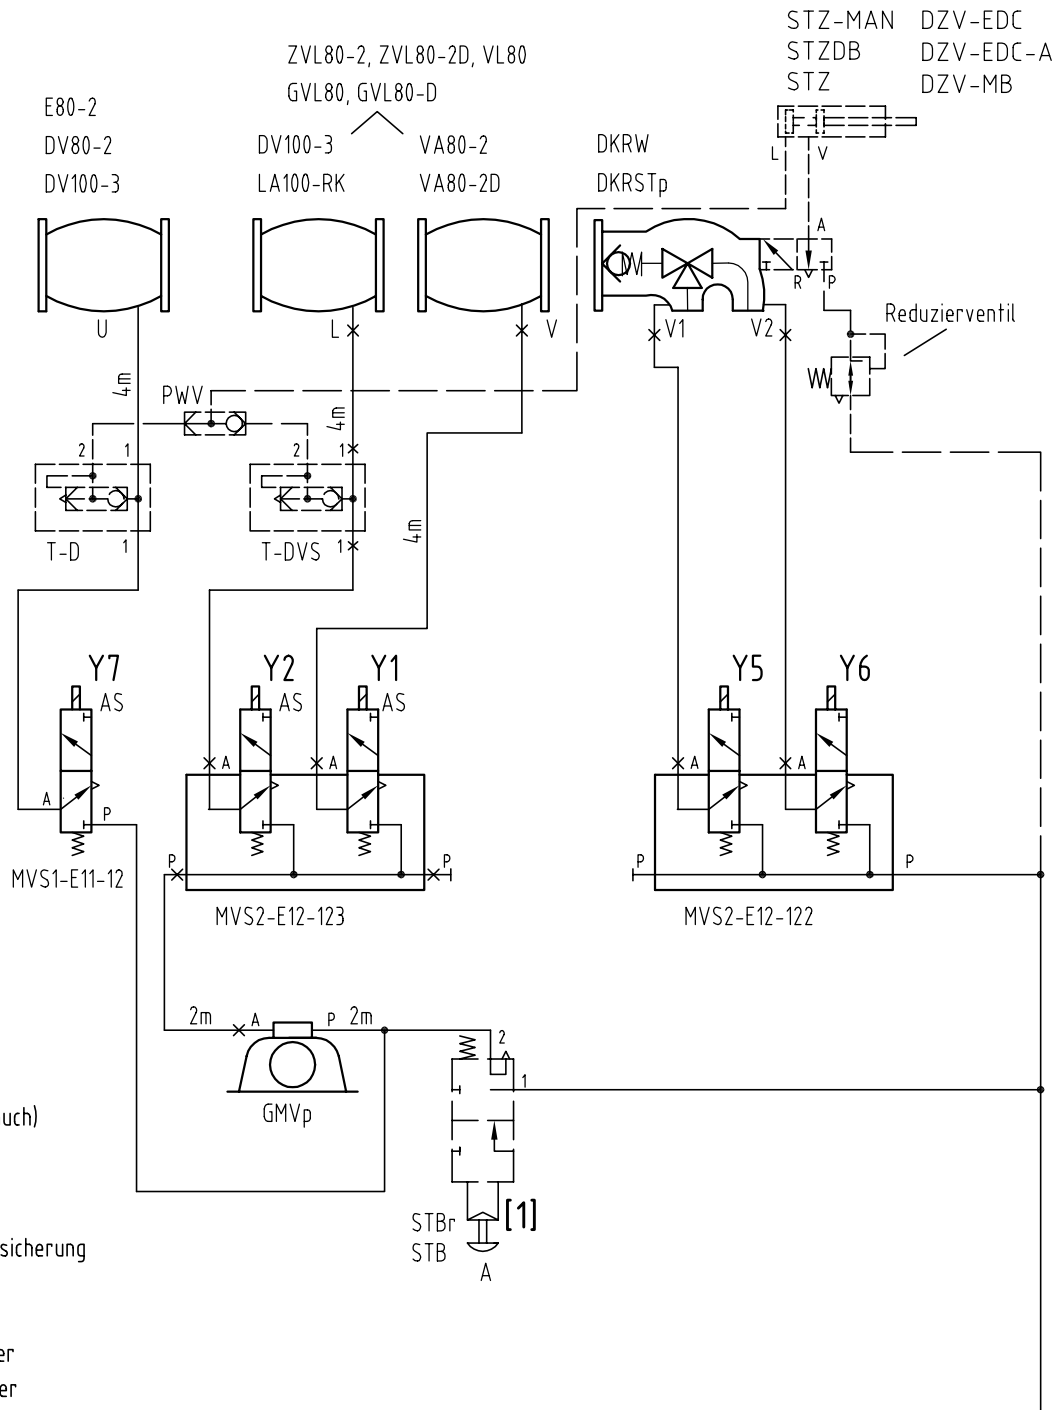 STZ-MAN DZV-EDC
STZDB DZV-EDC-A
STZ DZV-MB
ZVL80-2, ZVL80-2D, VL80
GVL80, GVL80-D
E80-2
DV80-2
DV100-3
DV100-3
LA100-RK
VA80-2
VA80-2D
DKRW
DKRSTp
L V
A
R P
U
L
V
V1
V2
Reduzierventil
4m
4m
4m
PWV
2 1
2 1
T-D
1
T-DVS
1
Y7
AS
Y2
AS
Y1
AS
Y5
Y6
A
P
A
A
A
A
P
P
P
P
MVS1-E11-12
MVS2-E12-123
MVS2-E12-122
2m
A
P
2m
2
1
GMVp
uch)
STBr
STB
[1]
A
sicherung
er
er